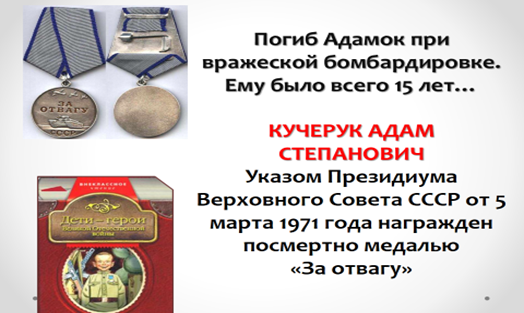 Погиб Адамок при
вражеской бомбардировке.
Ему было всего 15 лет...
КУЧЕРУК АДАМ
СТЕПАНОВИЧ
Указом Президиума
Верховного Совета СССР от 5
марта 1971 года награжден
посмертно медалью
«За отвагу»
ЗА
ОТВАГУ
СССР
ВНЕКЛАССНОЕ
ЧТЕНИЕ
Дети – герои
Великой Отечественной
войны